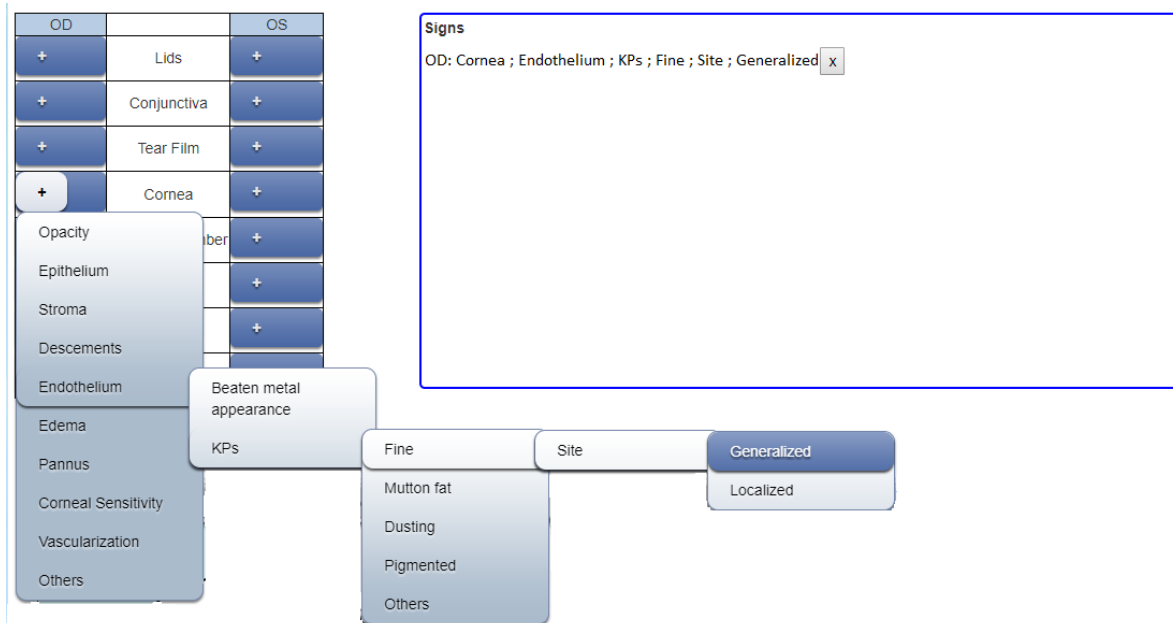 OD OS
+ Lids +
+ Conjunctiva +
+ Tear Film +
+ Cornea +
+
+
+
Opacity
Epithelium
Stroma
Descements
Endothelium
Edema
Pannus
Corneal Sensitivity
Vascularization
Others
Beaten metal
appearance
KPs
Fine
Mutton fat
Dusting
Pigmented
Others
Site
Generalized
Localized
Signs
OD: Cornea ; Endothelium ; KPs ; Fine ; Site ; Generalized x